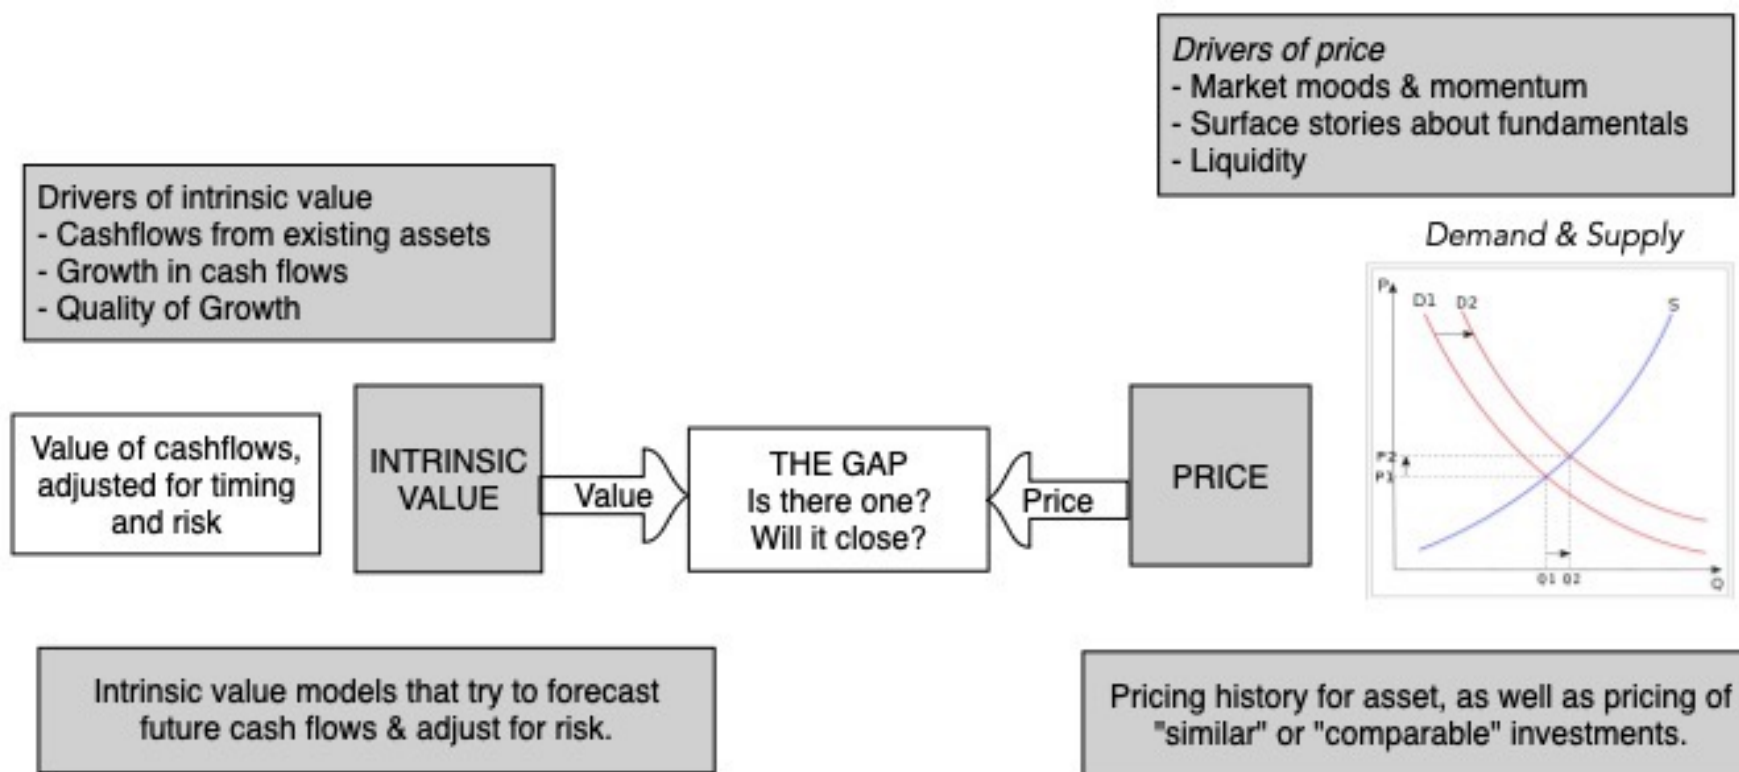 Drivers of price
- Market moods & momentum
- Surface stories about fundamentals
- Liquidity
Drivers of intrinsic value
- Cashflows from existing assets
- Growth in cash flows
- Quality of Growth
Demand & Supply
P
D1 D2
S
P2
P1
Q1 Q2
Q
Value of cashflows,
adjusted for timing
and risk
INTRINSIC
VALUE
Value
THE GAP
Is there one?
Will it close?
Price
PRICE
Intrinsic value models that try to forecast
future cash flows & adjust for risk.
Pricing history for asset, as well as pricing of
"similar" or "comparable" investments.